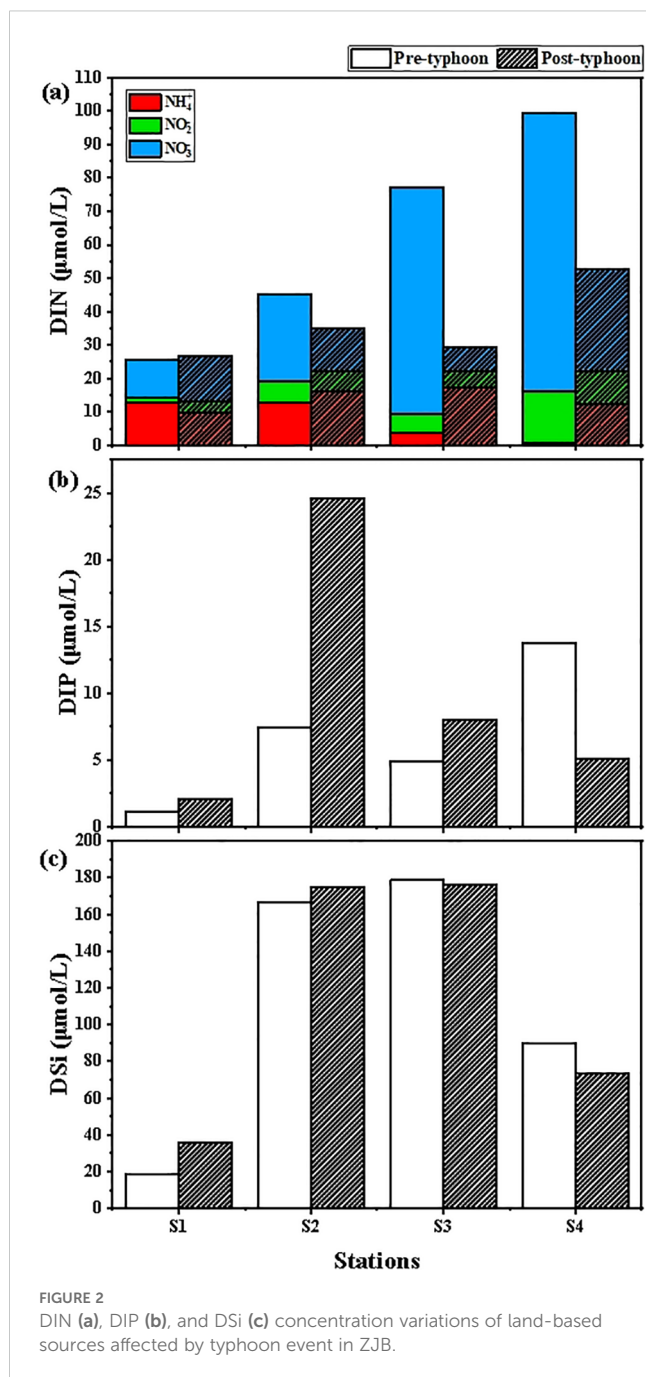 Pre-typhoon Post-typhoon
(a)
NH₄⁺
NO₂⁻
NO₃⁻
DIN (μmol/L)
110
100
90
80
70
60
50
40
30
20
10
0
(b)
DIP (μmol/L)
25
20
15
10
5
0
(c)
DSi (μmol/L)
200
180
160
140
120
100
80
60
40
20
0
S1 S2 S3 S4
Stations
FIGURE 2
DIN (a), DIP (b), and DSi (c) concentration variations of land-based
sources affected by typhoon event in ZJB.